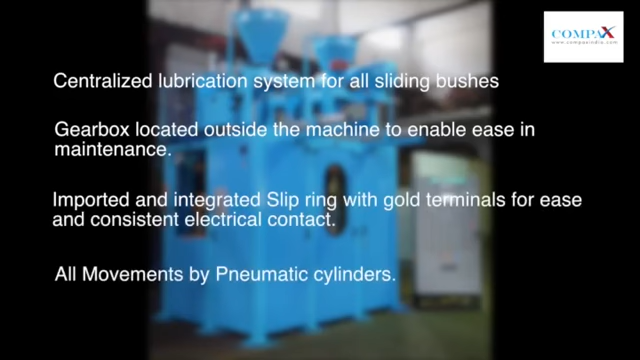 COMPAX
www.compaxindia.com
Centralized lubrication system for all sliding bushes
Gearbox located outside the machine to enable ease in
maintenance.
Imported and integrated Slip ring with gold terminals for ease
and consistent electrical contact.
All Movements by Pneumatic cylinders.